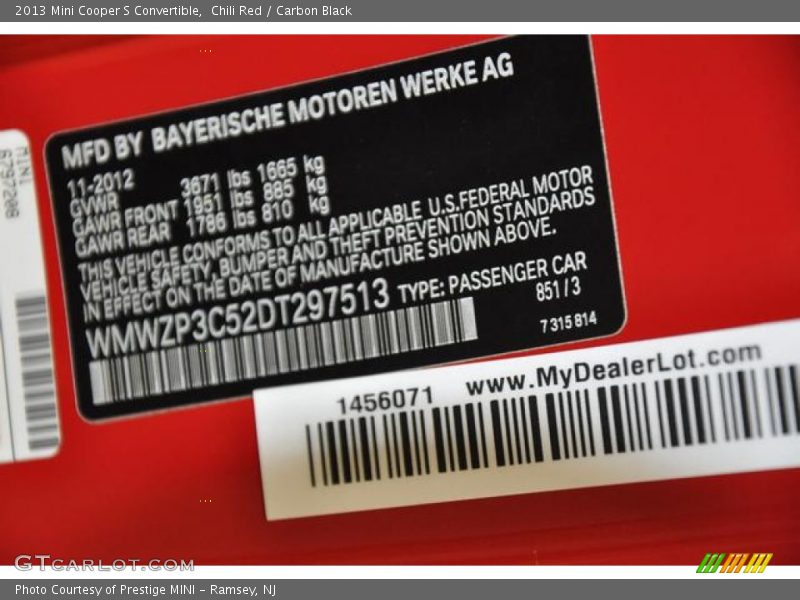 2013 Mini Cooper S Convertible,  Chili Red / Carbon Black
MFD BY BAYERISCHE MOTOREN WERKE AG
11-2012
GVWR 3671 lbs 1665 kg
GAWR FRONT 1951 lbs 885 kg
GAWR REAR 1786 lbs 810 kg
THIS VEHICLE CONFORMS TO ALL APPLICABLE U.S.FEDERAL MOTOR
VEHICLE SAFETY, BUMPER AND THEFT PREVENTION STANDARDS
IN EFFECT ON THE DATE OF MANUFACTURE SHOWN ABOVE.
WMWZP3C52DT297513 TYPE: PASSENGER CAR
851/3
7 315 814
MINI
6797208
1456071 www.MyDealerLot.com
GTCARLOT.COM
Photo Courtesy of Prestige MINI - Ramsey, NJ